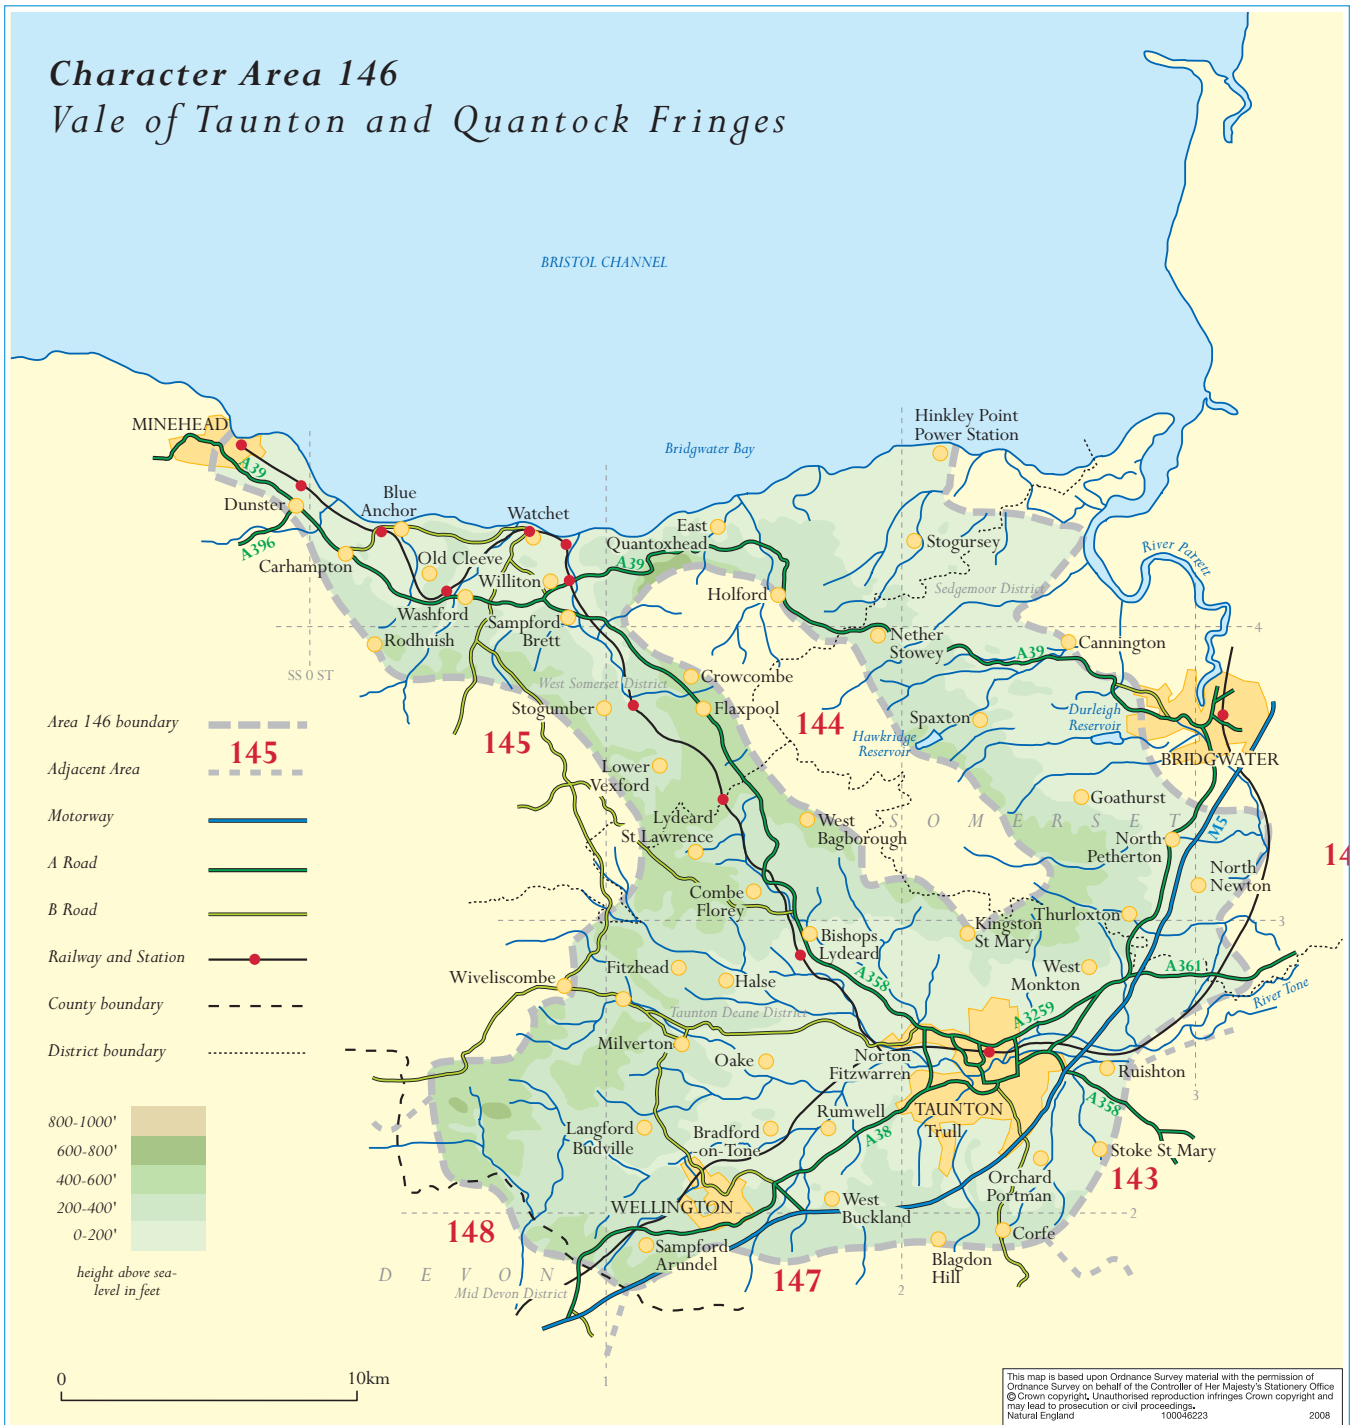 Character Area 146
Vale of Taunton and Quantock Fringes
BRISTOL CHANNEL
Bridgwater Bay
Hinkley Point
Power Station
MINEHEAD
A39
Dunster
A396
Blue
Anchor
Watchet
Carhampton
Old Cleeve
Williton
Washford
Sampford
Brett
Rodhuish
East
Quantoxhead
A39
Holford
Stogursey
Sedgemoor District
River Parrett
Nether
Stowey
A39
Cannington
4
SS 0 ST
West Somerset District
Crowcombe
Flaxpool
Stogumber
144
145
Spaxton
Durleigh
Reservoir
Hawkridge
Reservoir
BRIDGWATER
Lower
Vexford
Goathurst
Lydeard
St Lawrence
West
Bagborough
SOMERSET
M5
North
Petherton
14
North
Newton
Combe
Florey
Thurloxton
3
Kingston
St Mary
Bishops
Lydeard
Wiveliscombe
Fitzhead
Halse
A358
West
Monkton
A361
River Tone
Taunton Deane District
A3259
Milverton
Oake
Norton
Fitzwarren
Ruishton
3
A358
Rumwell
TAUNTON
Trull
A38
Langford
Budville
Bradford
-on-Tone
Stoke St Mary
143
Orchard
Portman
WELLINGTON
West
Buckland
2
148
Corfe
Sampford
Arundel
Blagdon
Hill
147
DEVON
Mid Devon District
2
1
Area 146 boundary
145
Adjacent Area
Motorway
A Road
B Road
Railway and Station
County boundary
District boundary
800-1000'
600-800'
400-600'
200-400'
0-200'
height above sea-
level in feet
0 10km
This map is based upon Ordnance Survey material with the permission of
Ordnance Survey on behalf of the Controller of Her Majesty's Stationery Office
© Crown copyright. Unauthorised reproduction infringes Crown copyright and
may lead to prosecution or civil proceedings.
Natural England 100046223 2008